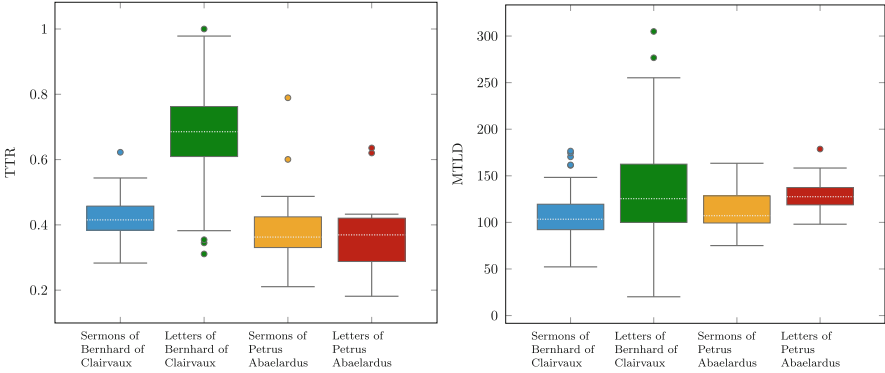 TTR
1
0.8
0.6
0.4
0.2
Sermons of
Bernhard of
Clairvaux
Letters of
Bernhard of
Clairvaux
Sermons of
Petrus
Abaelardus
Letters of
Petrus
Abaelardus
MTLD
300
250
200
150
100
50
0
Sermons of
Bernhard of
Clairvaux
Letters of
Bernhard of
Clairvaux
Sermons of
Petrus
Abaelardus
Letters of
Petrus
Abaelardus